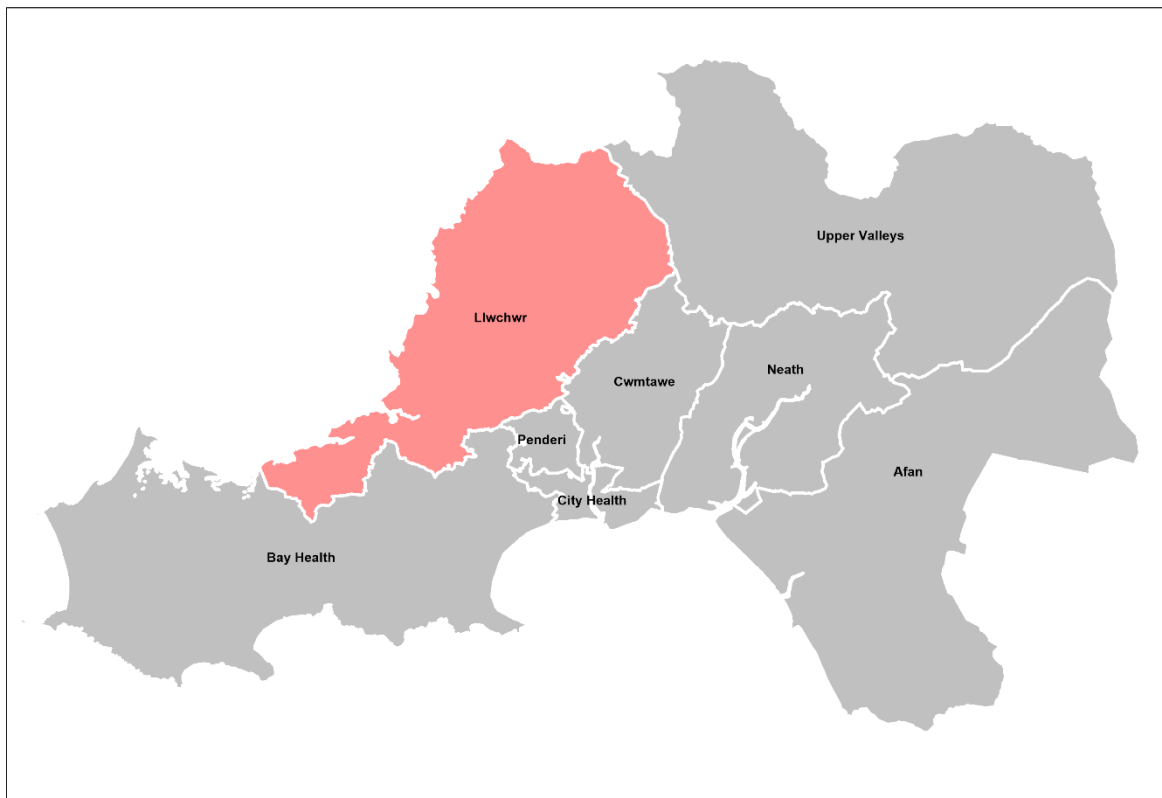 Upper Valleys
Llwchwr
Neath
Cwmtawe
Penderi
Afan
City Health
Bay Health